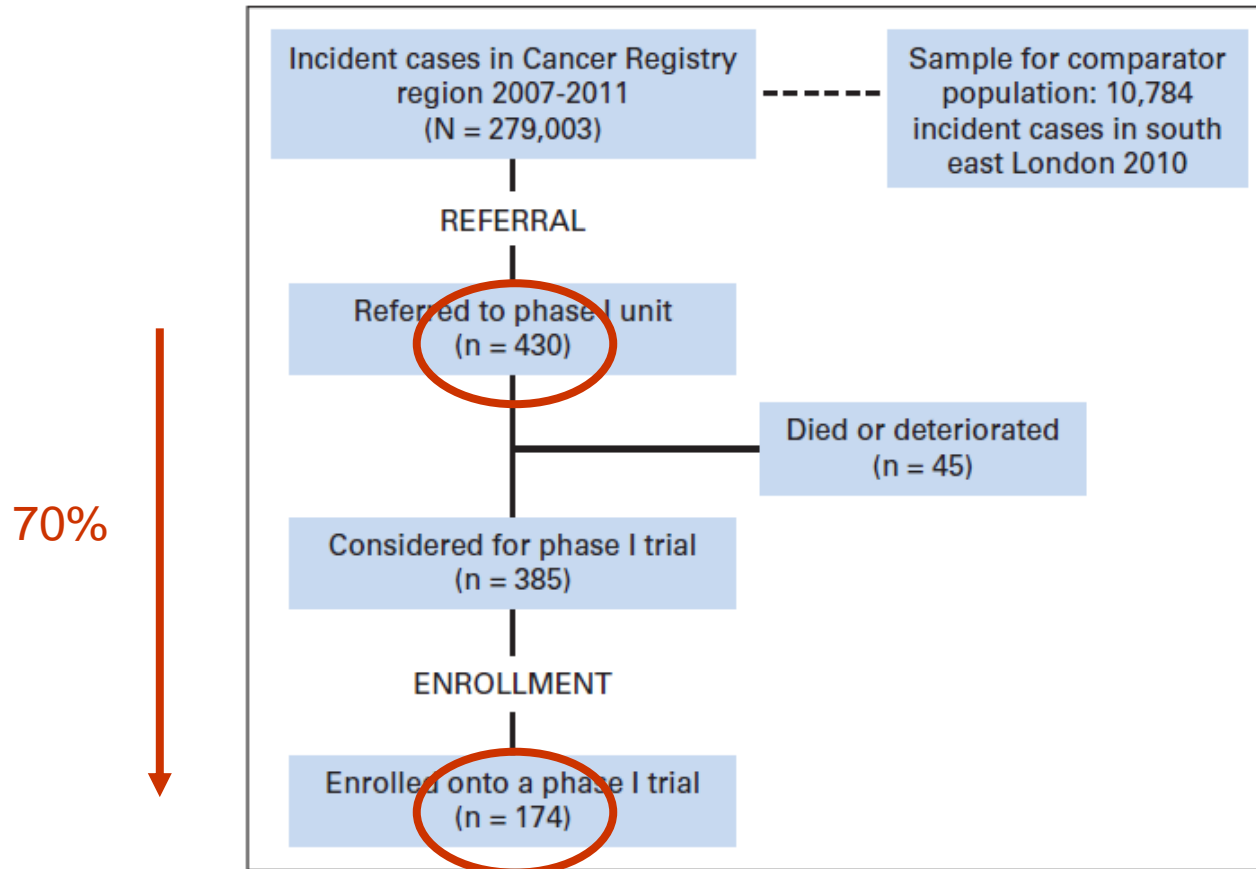 Incident cases in Cancer Registry
region 2007-2011
(N = 279,003)
Sample for comparator
population: 10,784
incident cases in south
east London 2010
REFERRAL
Referred to phase I unit
(n = 430)
Died or deteriorated
(n = 45)
70%
Considered for phase I trial
(n = 385)
ENROLLMENT
Enrolled onto a phase I trial
(n = 174)